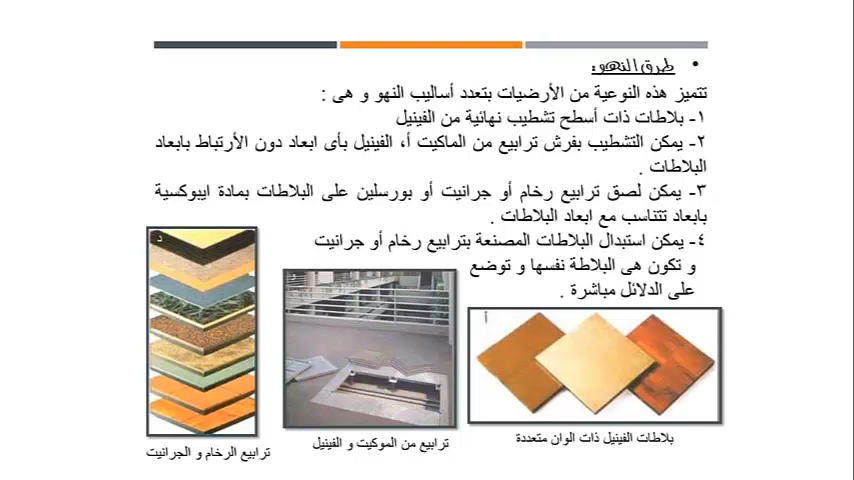 • طرق النهو:
تتميز هذه النوعية من الأرضيات بتعدد أساليب النهو و هى :
١- بلاطات ذات أسطح تشطيب نهائية من الفينيل
٢- يمكن التشطيب بفرش ترابيع من الماكيت أ، الفينيل بأى ابعاد دون الأرتباط بابعاد
البلاطات .
٣- يمكن لصق ترابيع رخام أو جرانيت أو بورسلين على البلاطات بمادة ايبوكسية
بابعاد تتناسب مع ابعاد البلاطات .
٤- يمكن استبدال البلاطات المصنعة بترابيع رخام أو جرانيت
و تكون هى البلاطة نفسها و توضع
على الدلائل مباشرة .
أ
د
بلاطات الفينيل ذات الوان متعددة
ترابيع من الموكيت و الفينيل
ترابيع الرخام و الجرانيت